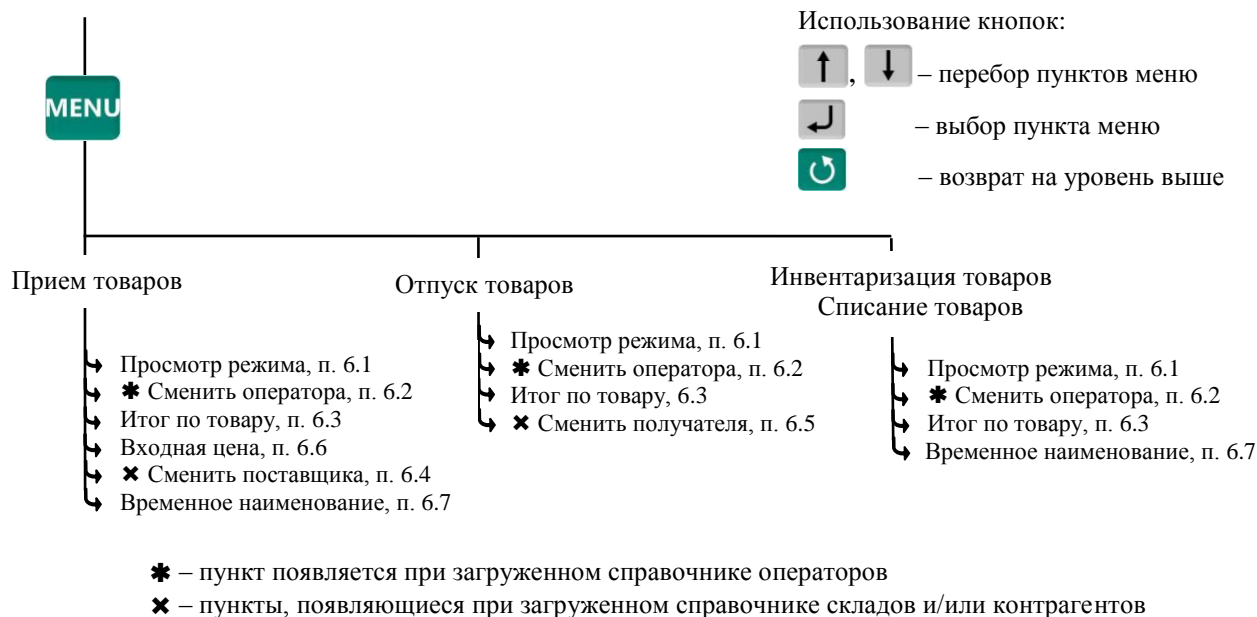 Использование кнопок:
, – перебор пунктов меню
MENU
– выбор пункта меню
– возврат на уровень выше
Прием товаров
Просмотр режима, п. 6.1
✱ Сменить оператора, п. 6.2
Итог по товару, п. 6.3
Входная цена, п. 6.6
✖ Сменить поставщика, п. 6.4
Временное наименование, п. 6.7
Отпуск товаров
Просмотр режима, п. 6.1
✱ Сменить оператора, п. 6.2
Итог по товару, 6.3
✖ Сменить получателя, п. 6.5
Инвентаризация товаров
Списание товаров
Просмотр режима, п. 6.1
✱ Сменить оператора, п. 6.2
Итог по товару, п. 6.3
Временное наименование, п. 6.7
✱ – пункт появляется при загруженном справочнике операторов
✖ – пункты, появляющиеся при загруженном справочнике складов и/или контрагентов